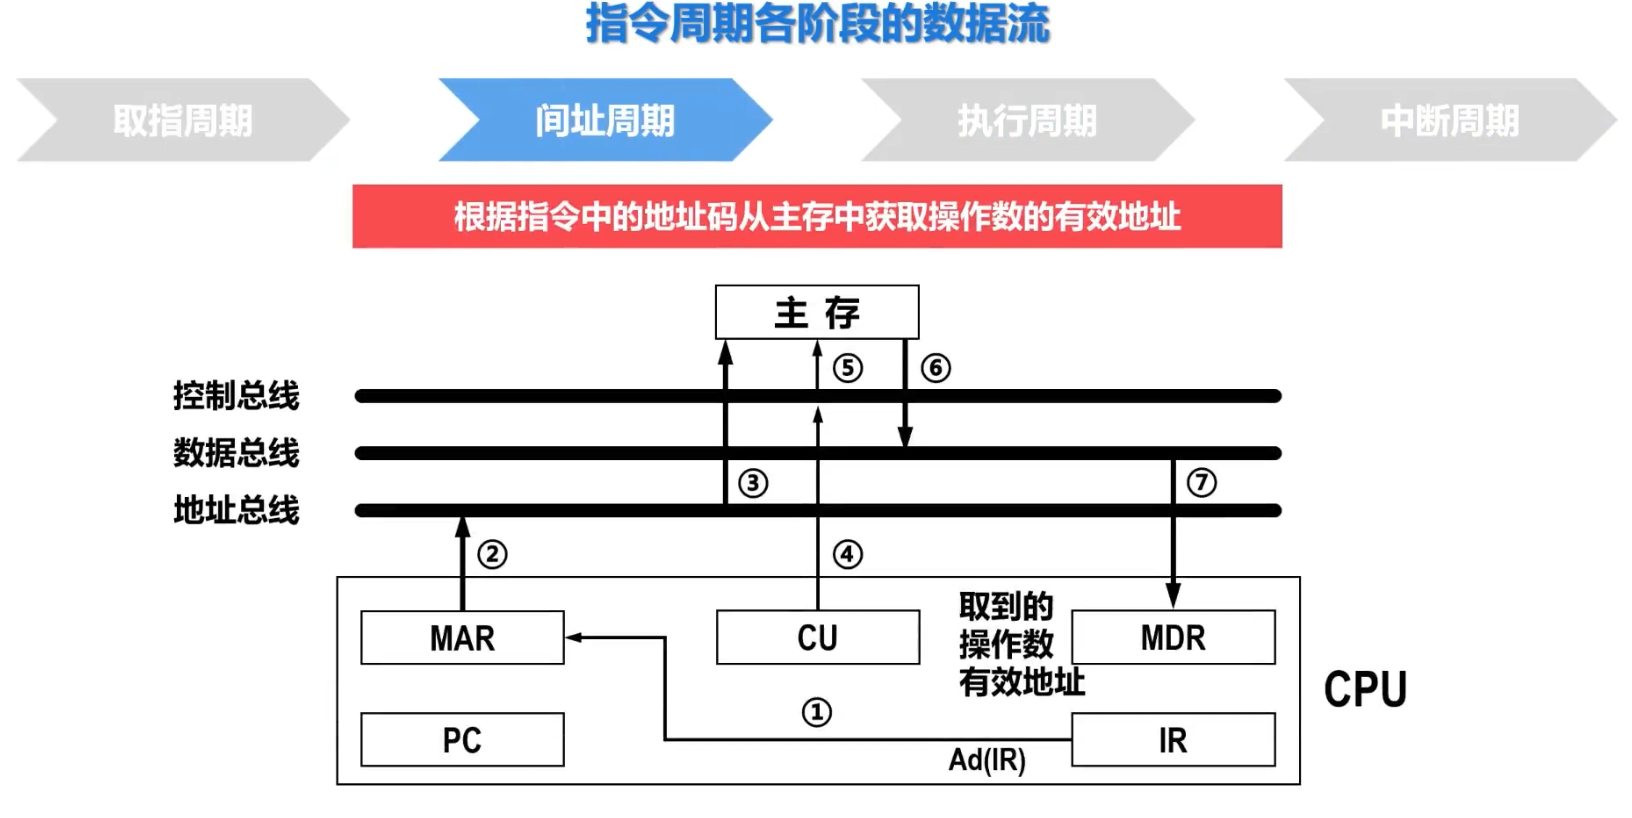 指令周期各阶段的数据流
取指周期
间址周期
执行周期
中断周期
根据指令中的地址码从主存中获取操作数的有效地址
主 存
⑤
⑥
控制总线
数据总线
③
⑦
地址总线
②
④
取到的
操作数
有效地址
MAR
CU
MDR
CPU
①
PC
IR
Ad(IR)